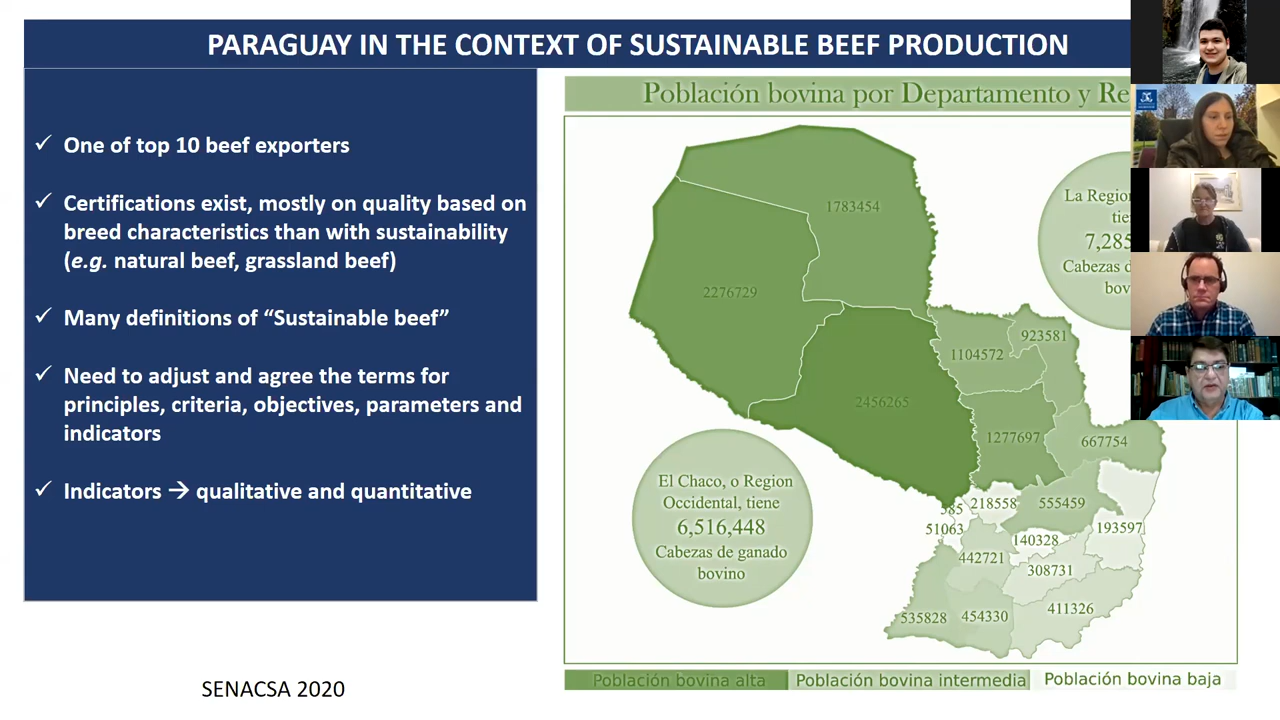 PARAGUAY IN THE CONTEXT OF SUSTAINABLE BEEF PRODUCTION
✓ One of top 10 beef exporters
✓ Certifications exist, mostly on quality based on
breed characteristics than with sustainability
(e.g. natural beef, grassland beef)
✓ Many definitions of “Sustainable beef”
✓ Need to adjust and agree the terms for
principles, criteria, objectives, parameters and
indicators
✓ Indicators → qualitative and quantitative
SENACSA 2020
Población bovina por Departamento y Re
La Region
tien
7,285
Cabezas d
bov
1783454
2276729
923581
1104572
2456265
1277697
667754
El Chaco, o Region
Occidental, tiene
6,516,448
Cabezas de ganado
bovino
585
218558
555459
51063
193597
140328
442721
308731
411326
535828
454330
Población bovina alta
Población bovina intermedia
Población bovina baja